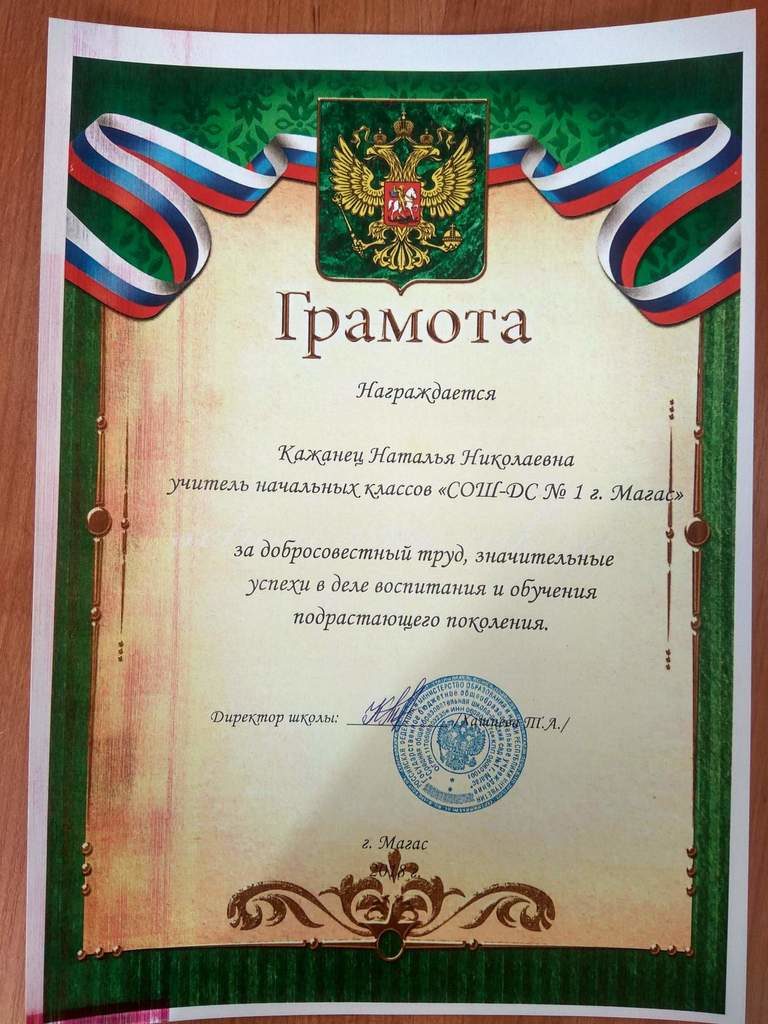 Грамота
Награждается
Кажанец Наталья Николаевна
учитель начальных классов «СОШ-ДС № 1 г. Магас»
за добросовестный труд, значительные
успехи в деле воспитания и обучения
подрастающего поколения.
Директор школы: Т.А./
г. Магас
2018 г.